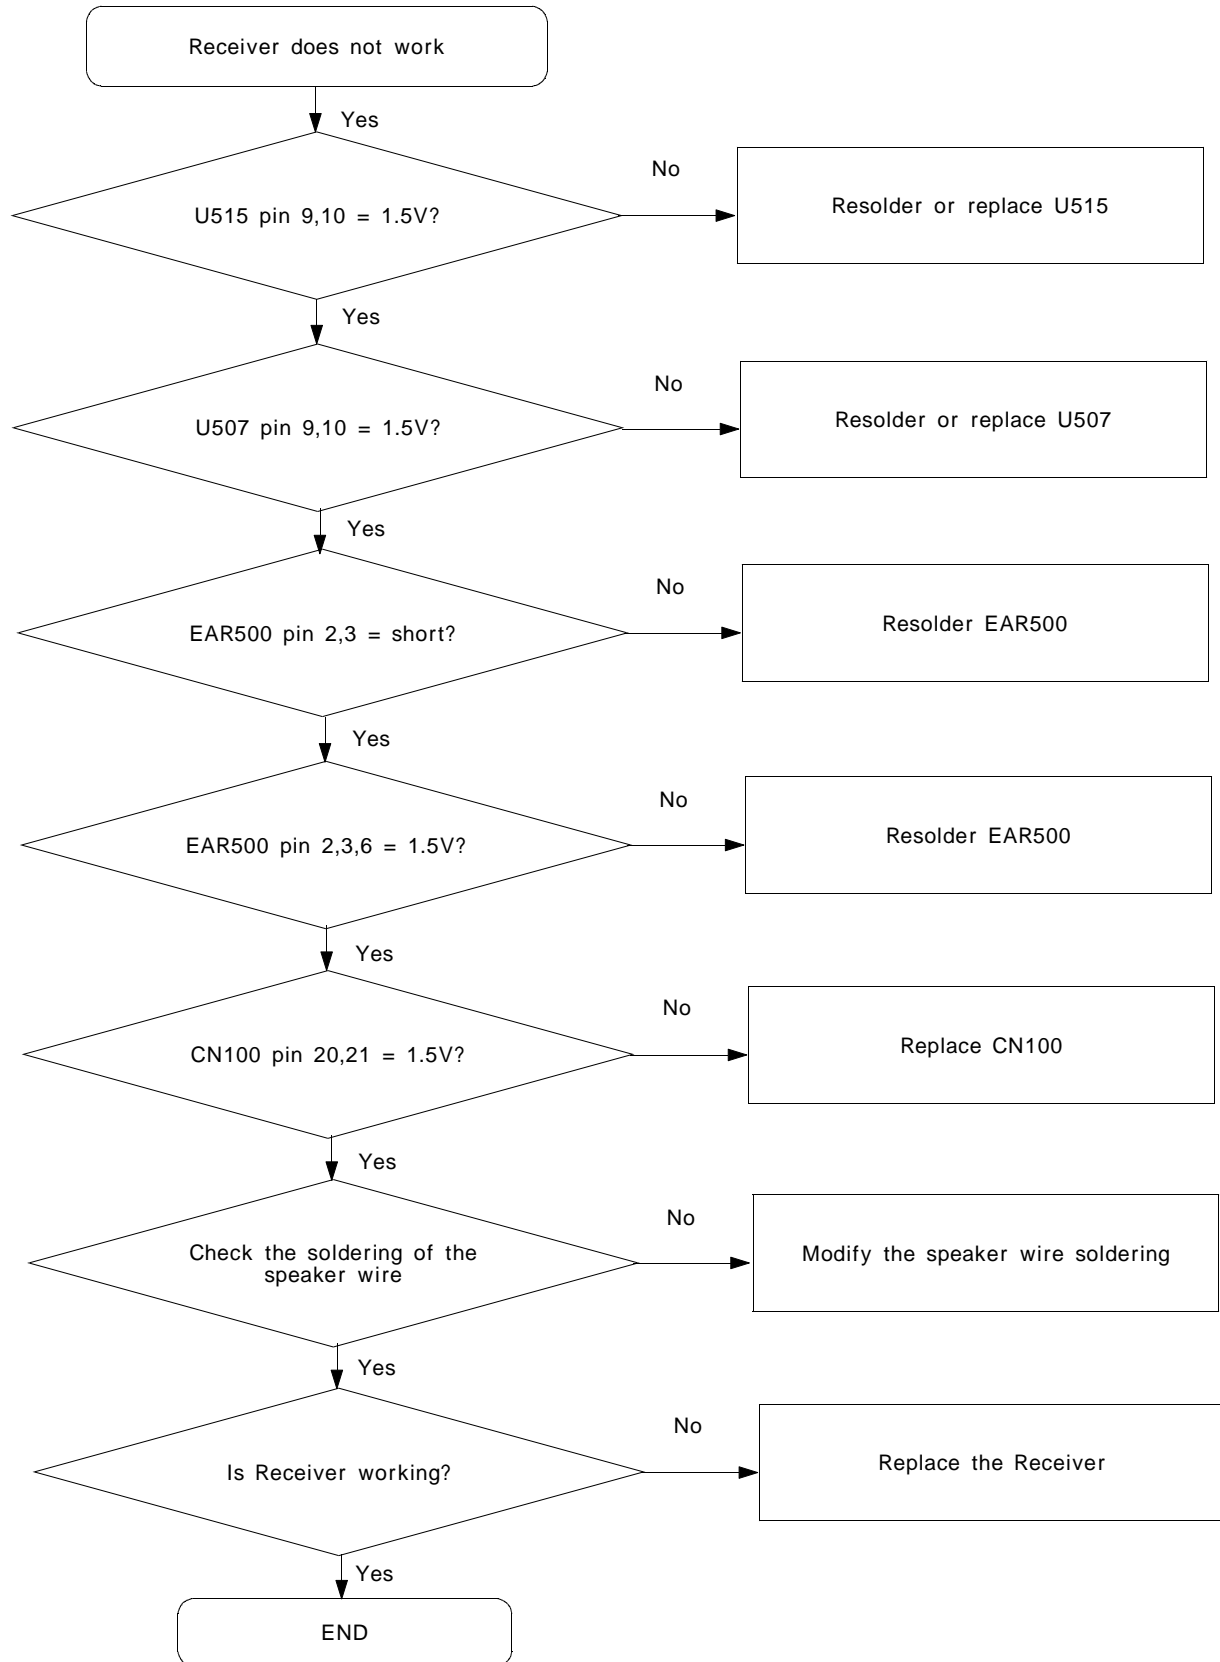 Receiver does not work
Yes
U515 pin 9,10 = 1.5V?
No
Resolder or replace U515
Yes
U507 pin 9,10 = 1.5V?
No
Resolder or replace U507
Yes
EAR500 pin 2,3 = short?
No
Resolder EAR500
Yes
EAR500 pin 2,3,6 = 1.5V?
No
Resolder EAR500
Yes
CN100 pin 20,21 = 1.5V?
No
Replace CN100
Yes
Check the soldering of the
speaker wire
No
Modify the speaker wire soldering
Yes
Is Receiver working?
No
Replace the Receiver
Yes
END